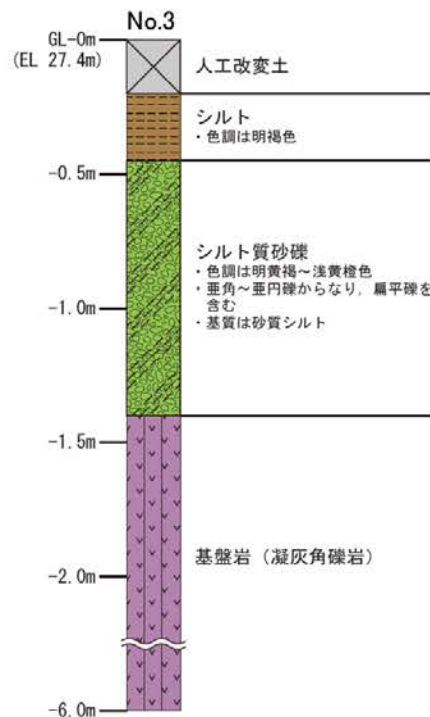 No.3
GL-0m
(EL 27.4m)
人工改変土
シルト
・色調は明褐色
-0.5m
シルト質砂礫
・色調は明黄褐～浅黄橙色
・亜角～亜円礫からなり，扁平礫を
含む
・基質は砂質シルト
-1.0m
-1.5m
基盤岩（凝灰角礫岩）
-2.0m
-6.0m